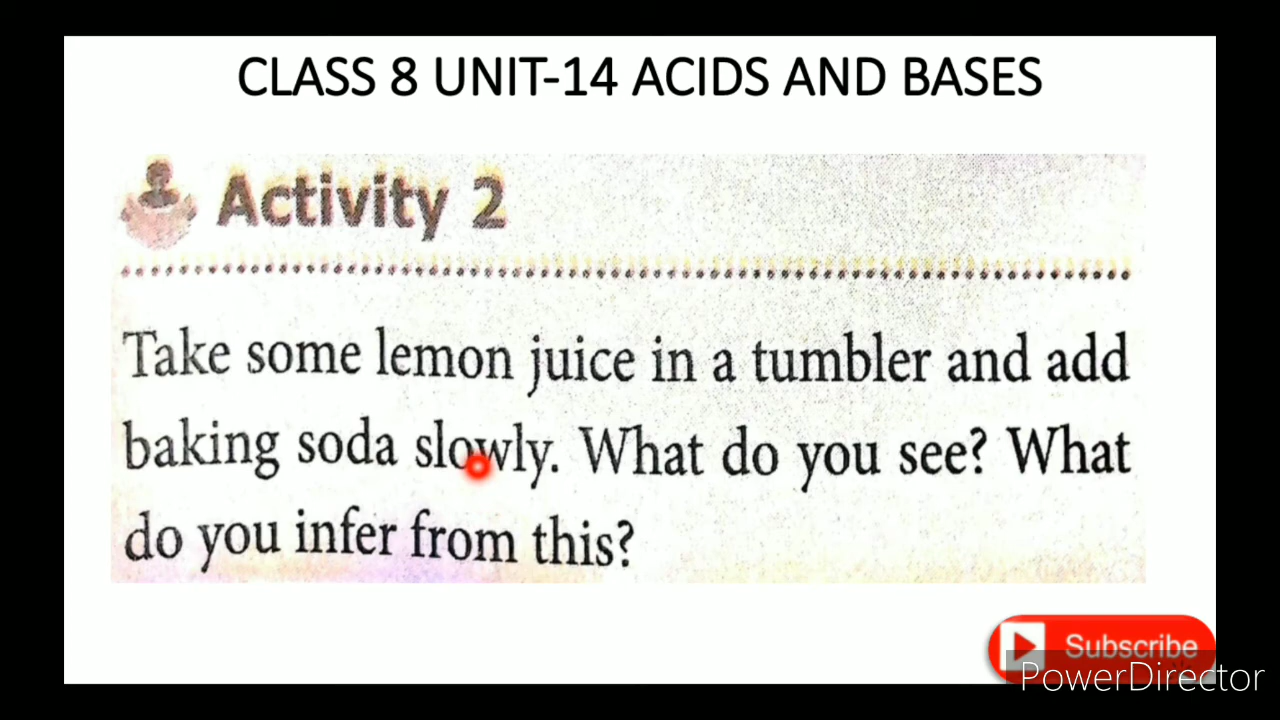 CLASS 8 UNIT-14 ACIDS AND BASES
Activity 2
Take some lemon juice in a tumbler and add
baking soda slowly. What do you see? What
do you infer from this?
Subscribe
PowerDirector